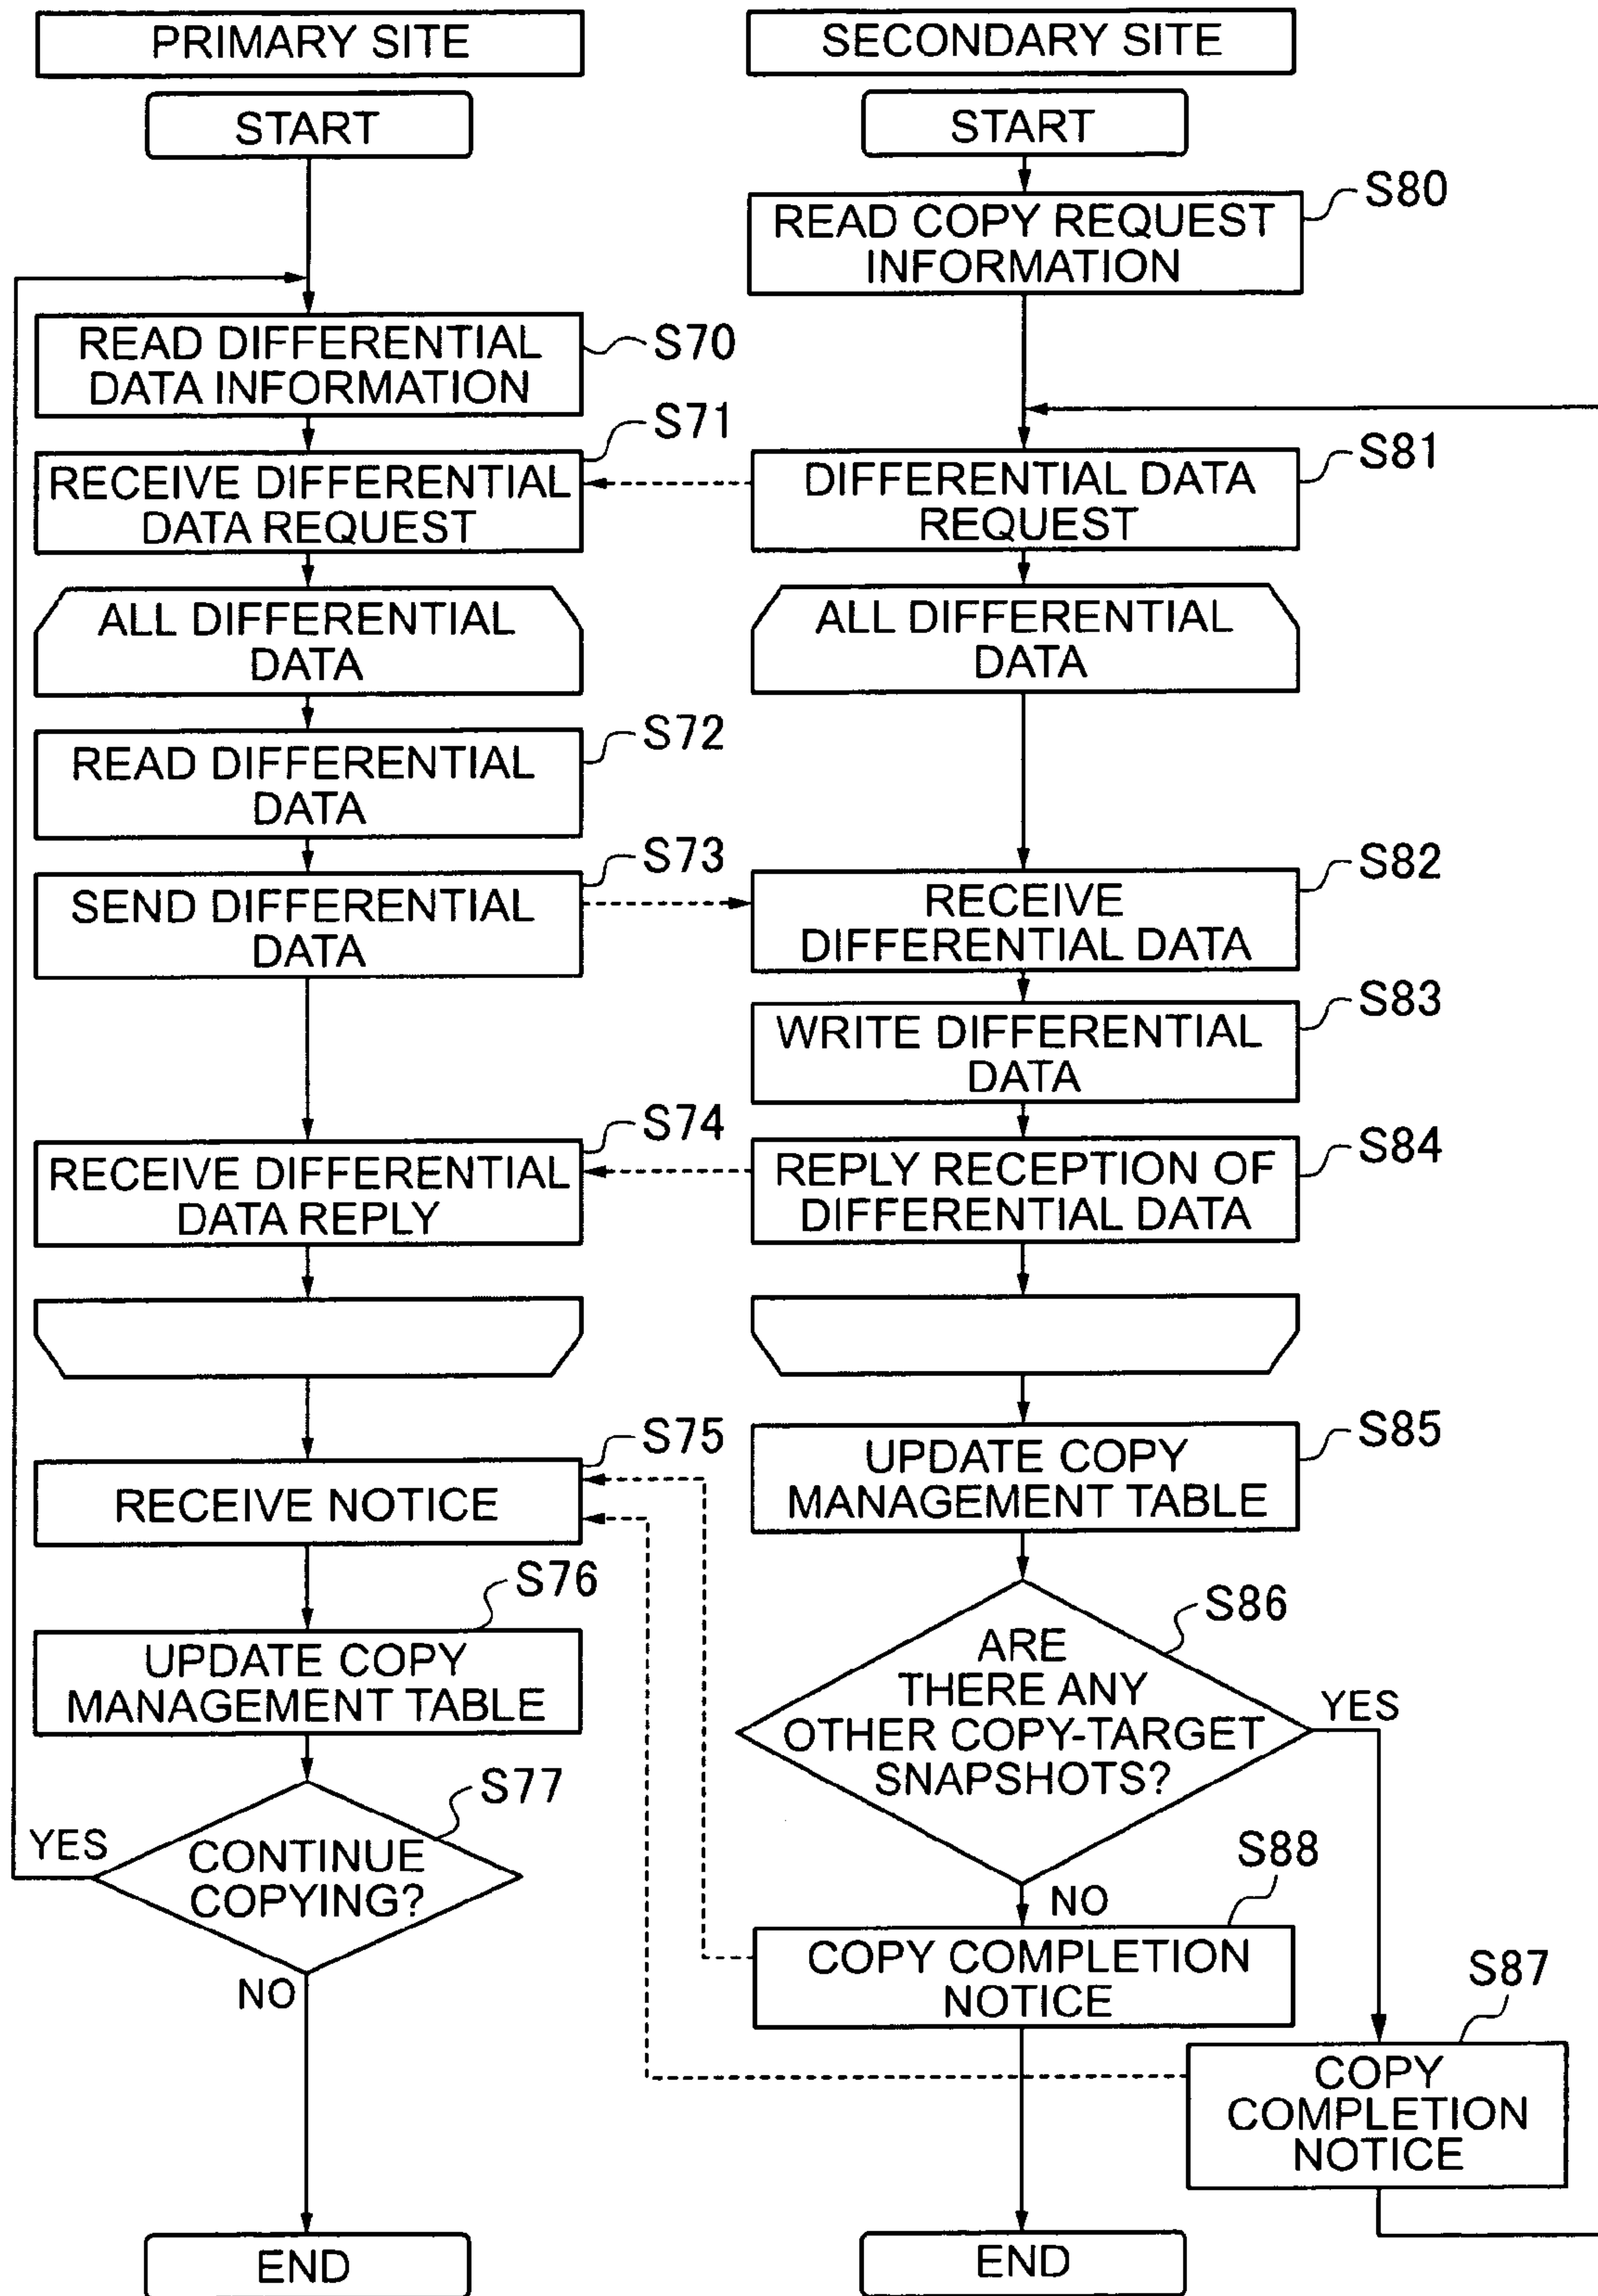 PRIMARY SITE
SECONDARY SITE
START
START
S80
READ COPY REQUEST
INFORMATION
READ DIFFERENTIAL
DATA INFORMATION
S70
S71
RECEIVE DIFFERENTIAL
DATA REQUEST
S81
DIFFERENTIAL DATA
REQUEST
ALL DIFFERENTIAL
DATA
ALL DIFFERENTIAL
DATA
S72
READ DIFFERENTIAL
DATA
S73
SEND DIFFERENTIAL
DATA
S82
RECEIVE
DIFFERENTIAL DATA
S83
WRITE DIFFERENTIAL
DATA
S74
RECEIVE DIFFERENTIAL
DATA REPLY
S84
REPLY RECEPTION OF
DIFFERENTIAL DATA
S75
RECEIVE NOTICE
S85
UPDATE COPY
MANAGEMENT TABLE
S76
UPDATE COPY
MANAGEMENT TABLE
S86
ARE
THERE ANY
OTHER COPY-TARGET
SNAPSHOTS?
YES
S77
YES
CONTINUE
COPYING?
NO
NO
S88
COPY COMPLETION
NOTICE
S87
COPY
COMPLETION
NOTICE
END
END